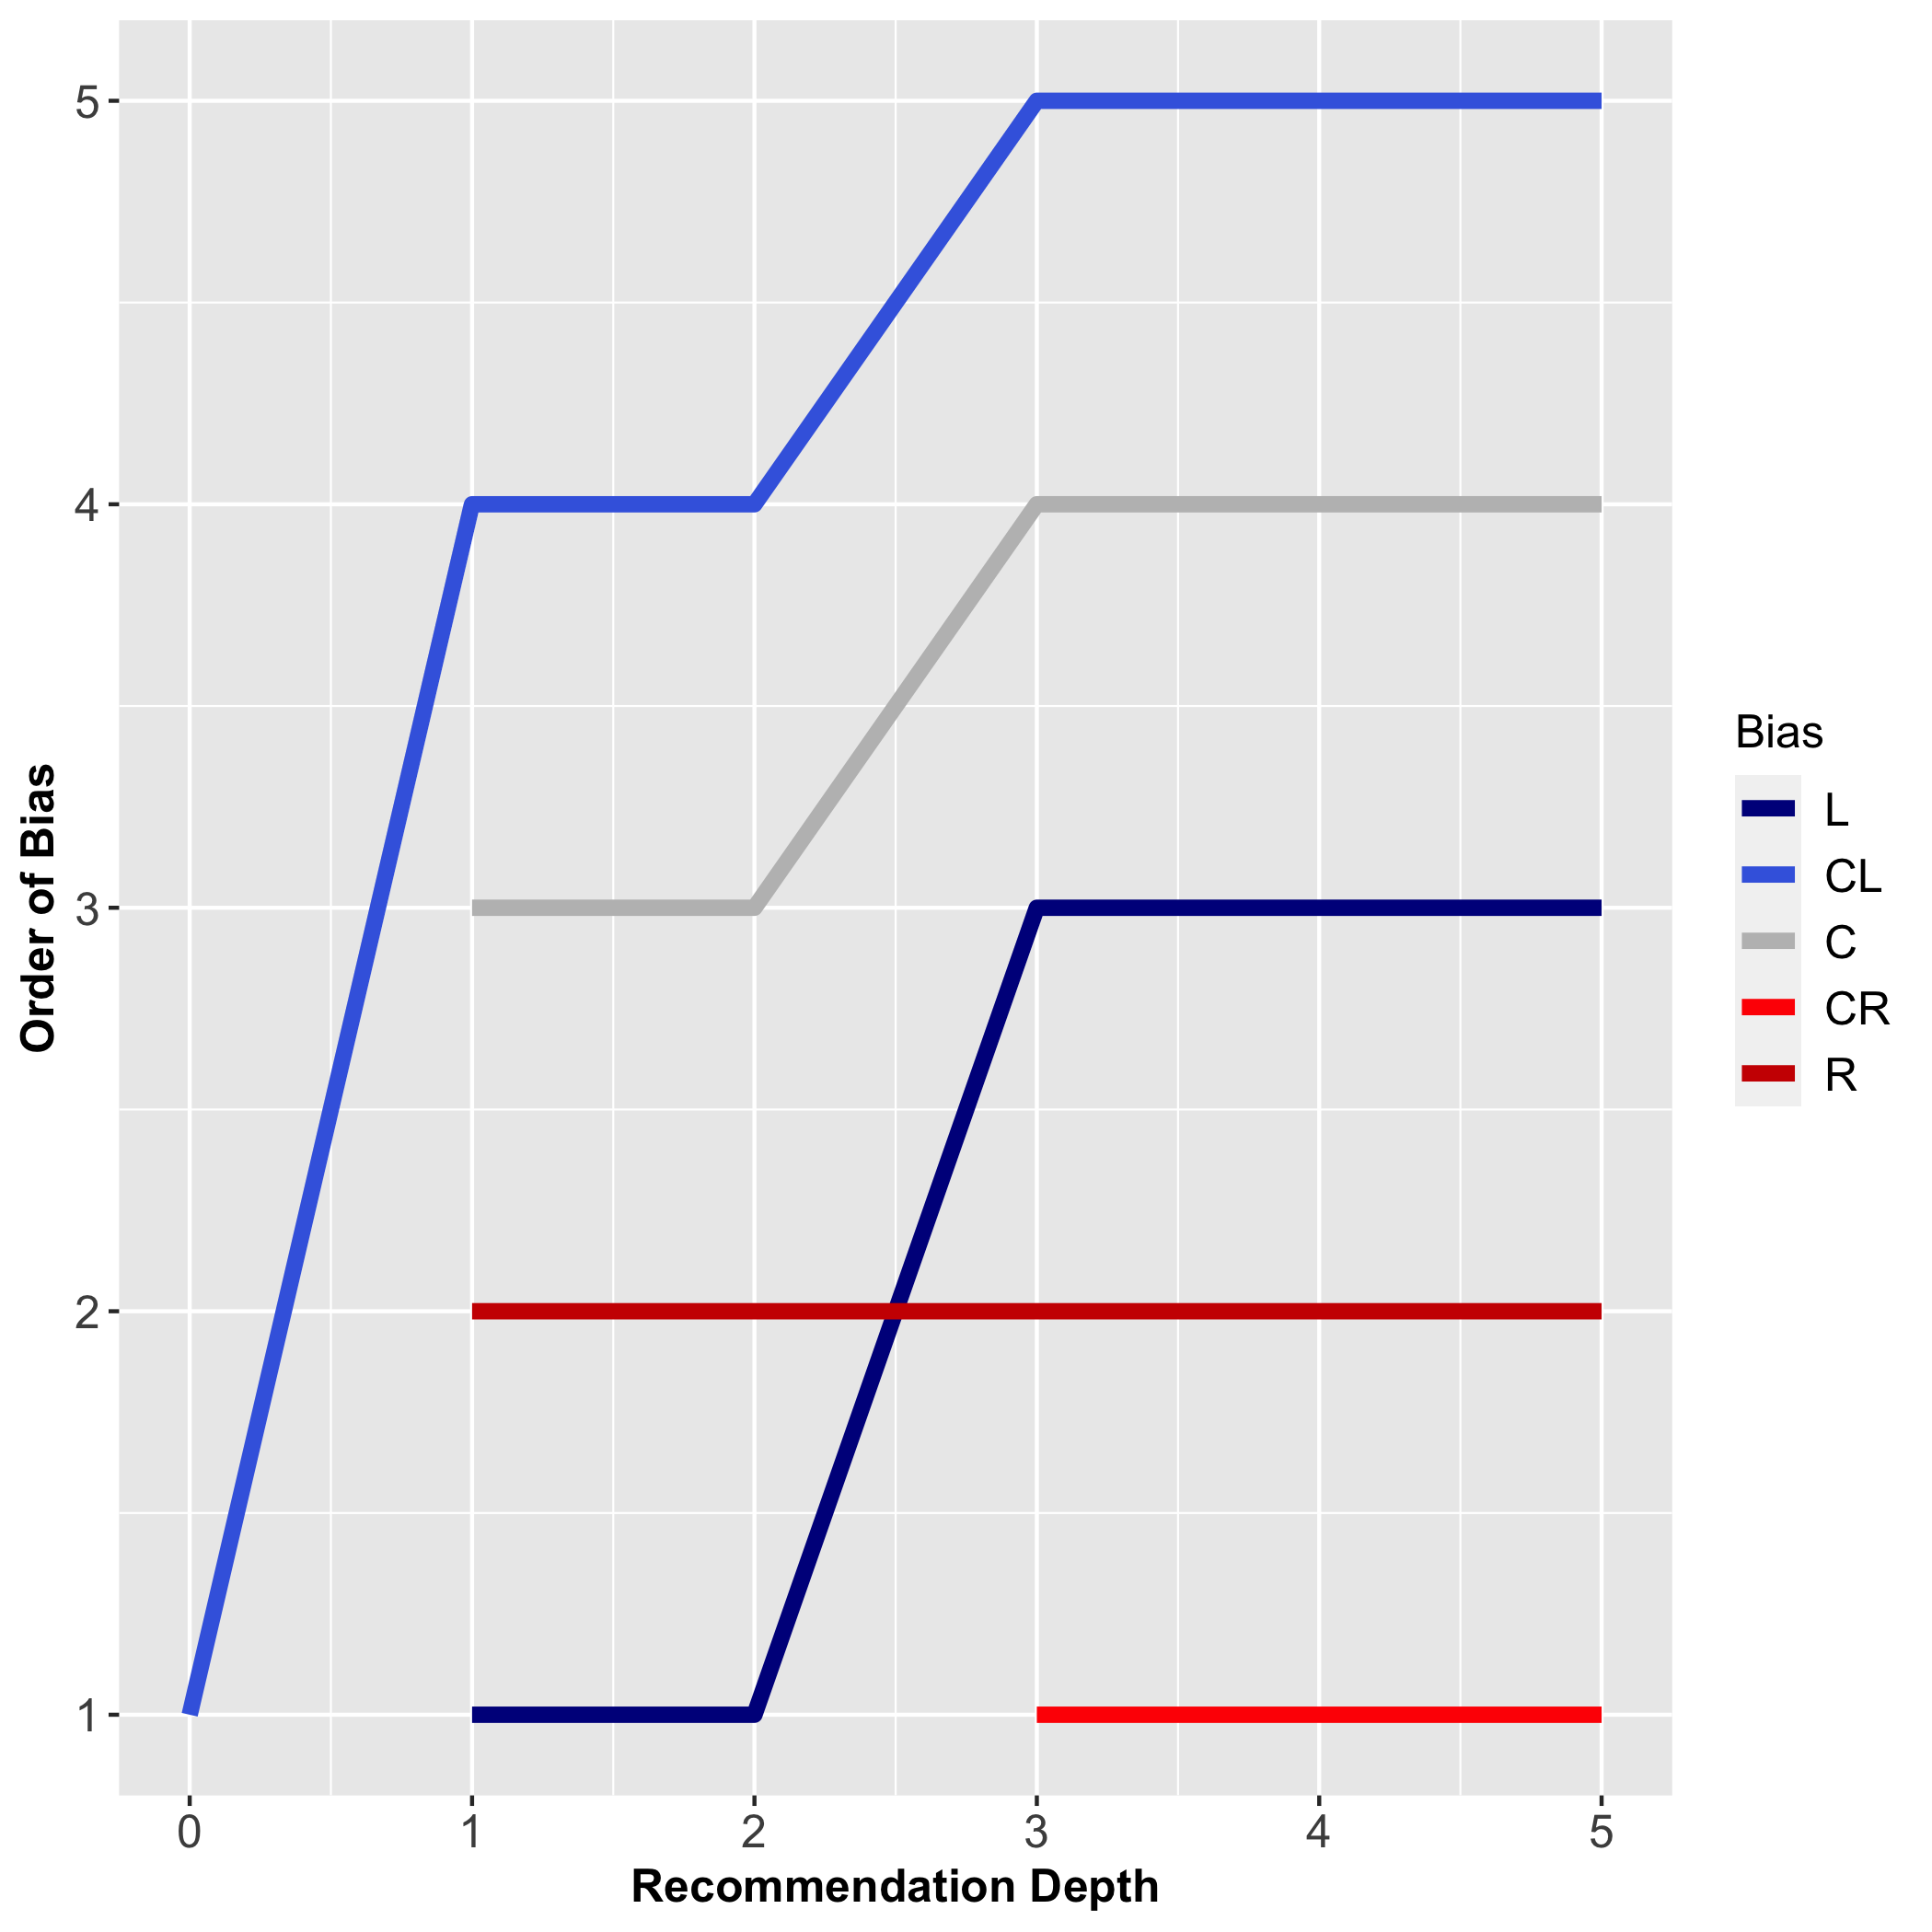 Order of Bias
5
4
3
2
1
0 1 2 3 4 5
Recommendation Depth
Bias
L
CL
C
CR
R